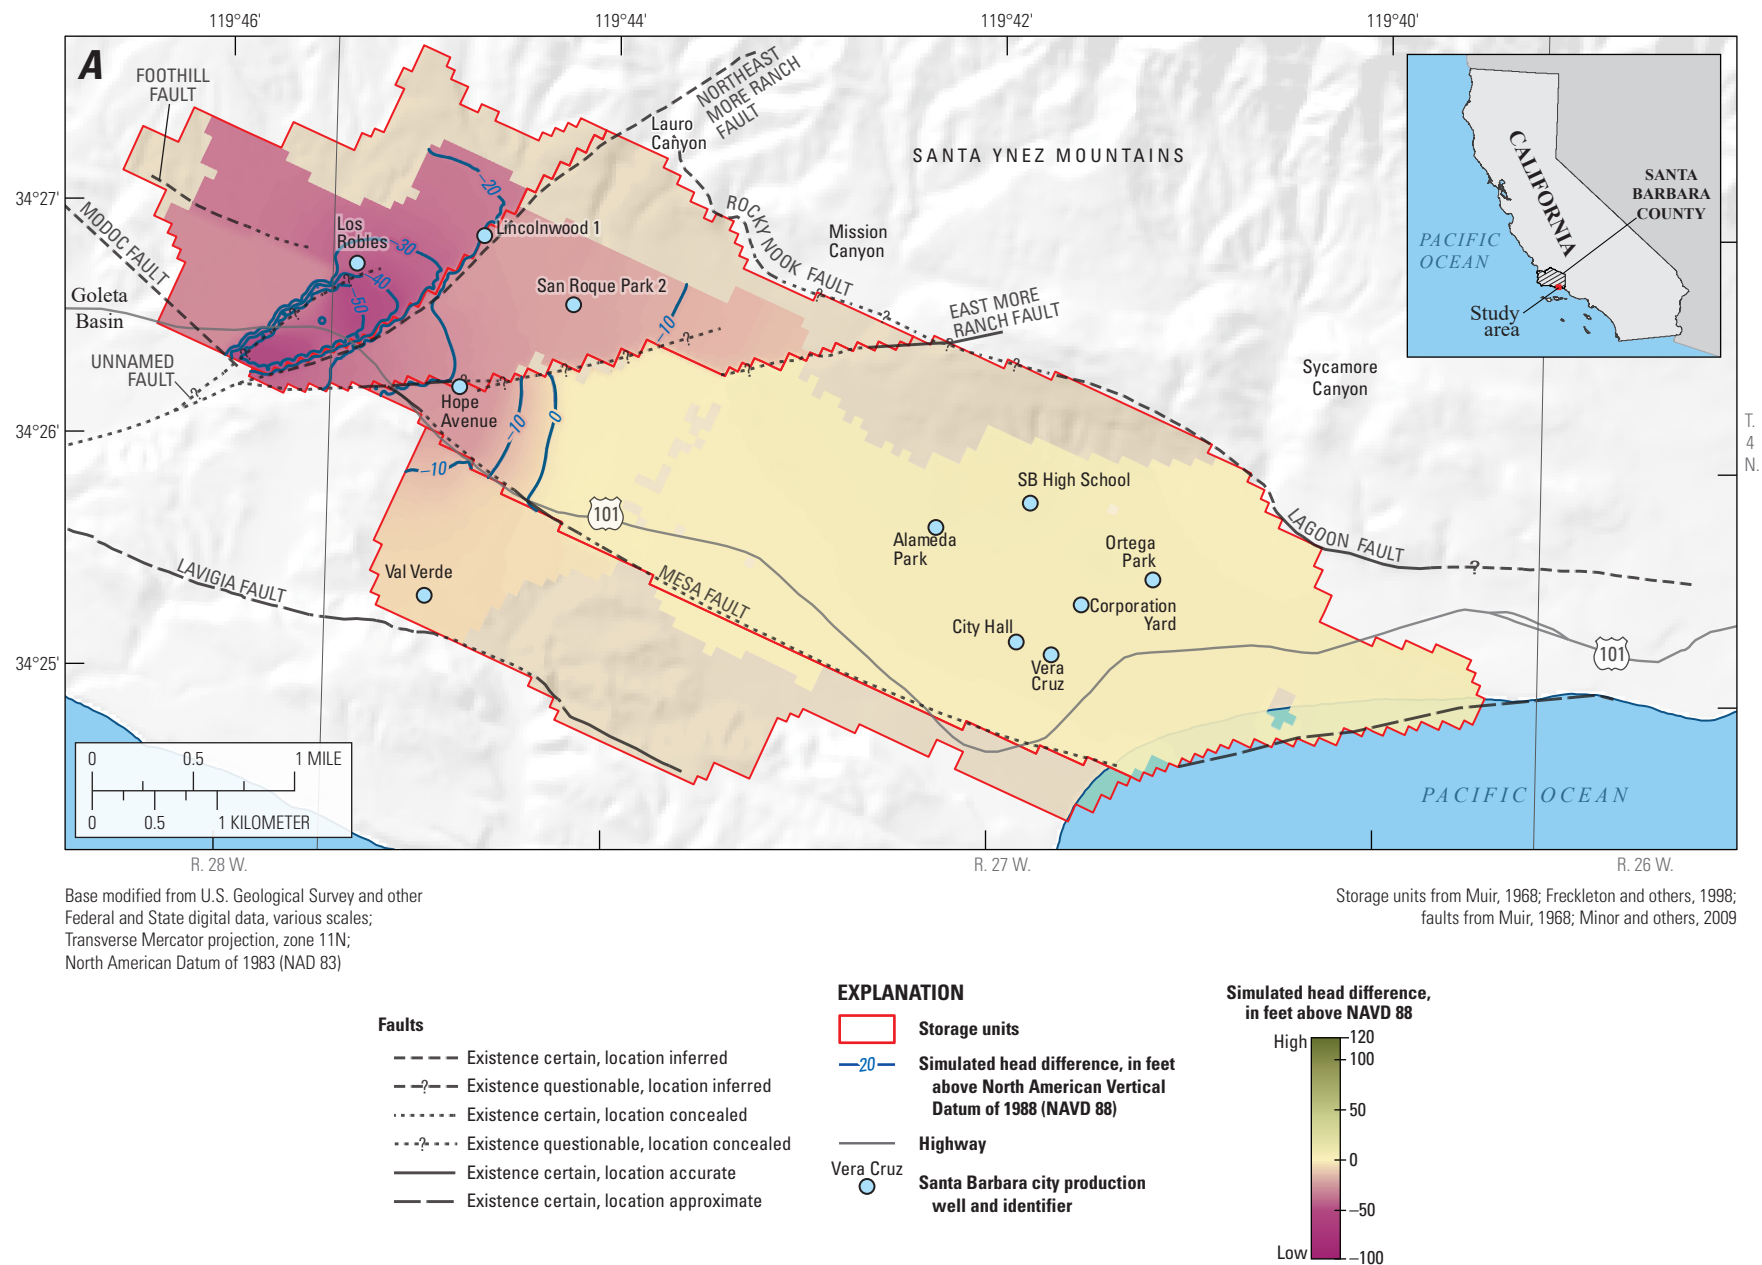 119°46'
119°44'
119°42'
119°40'
A
FOOTHILL
FAULT
NORTHEAST
MORE RANCH
FAULT
Lauro
Canyon
SANTA YNEZ MOUNTAINS
CALIFORNIA
SANTA
BARBARA
COUNTY
PACIFIC
OCEAN
Study
area
34°27'
MODOC FAULT
–20
ROCKY NOOK FAULT
Mission
Canyon
Los
Robles
–30
Lincolnwood 1
–40
–50
San Roque Park 2
–10
EAST MORE
RANCH FAULT
Goleta
Basin
UNNAMED
FAULT
?
?
?
?
?
?
?
?
?
?
?
?
?
?
Sycamore
Canyon
Hope
Avenue
–10
0
34°26'
T.
4
N.
–10
SB High School
101
Alameda
Park
LAGOON FAULT
?
Ortega
Park
LAVIGIA FAULT
Val Verde
MESA FAULT
Corporation
Yard
City Hall
Vera
Cruz
101
34°25'
0 0.5 1 MILE
0 0.5 1 KILOMETER
PACIFIC OCEAN
R. 28 W.
R. 27 W.
R. 26 W.
Base modified from U.S. Geological Survey and other
Federal and State digital data, various scales;
Transverse Mercator projection, zone 11N;
North American Datum of 1983 (NAD 83)
Storage units from Muir, 1968; Freckleton and others, 1998;
faults from Muir, 1968; Minor and others, 2009
Faults
Existence certain, location inferred
?
Existence questionable, location inferred
Existence certain, location concealed
?
Existence questionable, location concealed
Existence certain, location accurate
Existence certain, location approximate
EXPLANATION
Storage units
–20
Simulated head difference, in feet
above North American Vertical
Datum of 1988 (NAVD 88)
Highway
Vera Cruz
Santa Barbara city production
well and identifier
Simulated head difference,
in feet above NAVD 88
High
120
100
50
0
–50
Low
–100